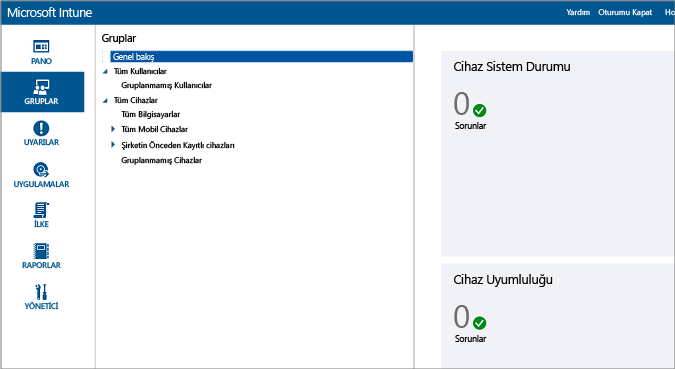 Microsoft Intune
Yardım Oturumu Kapat
PANO
GRUPLAR
UYARILAR
UYGULAMALAR
İLKE
RAPORLAR
YÖNETİCİ
Gruplar
Genel bakış
Tüm Kullanıcılar
Gruplanmamış Kullanıcılar
Tüm Cihazlar
Tüm Bilgisayarlar
Tüm Mobil Cihazlar
Şirketin Önceden Kayıtlı cihazları
Gruplanmamış Cihazlar
Cihaz Sistem Durumu
0
Sorunlar
Cihaz Uyumluluğu
0
Sorunlar